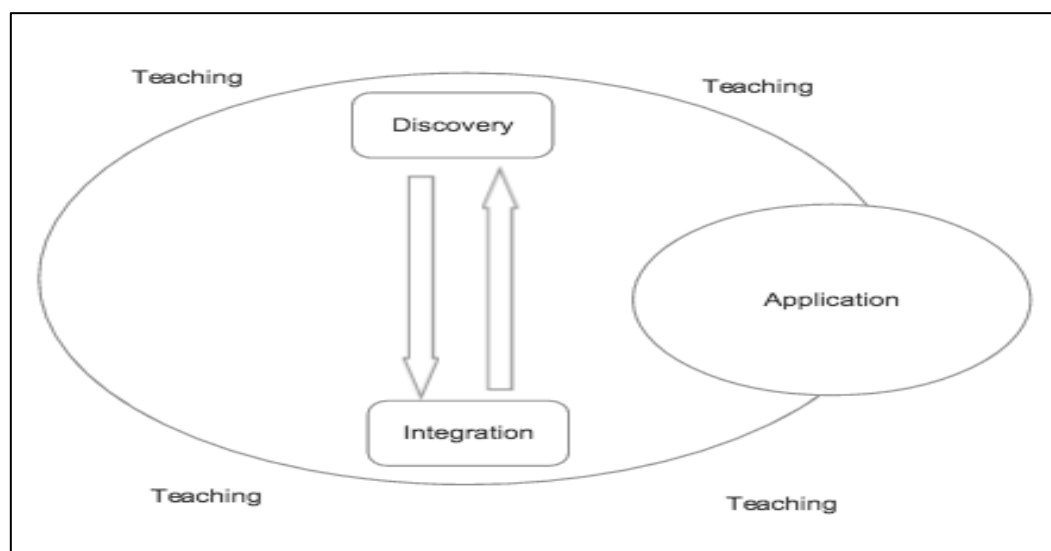 Teaching
Teaching
Discovery
Application
Integration
Teaching
Teaching